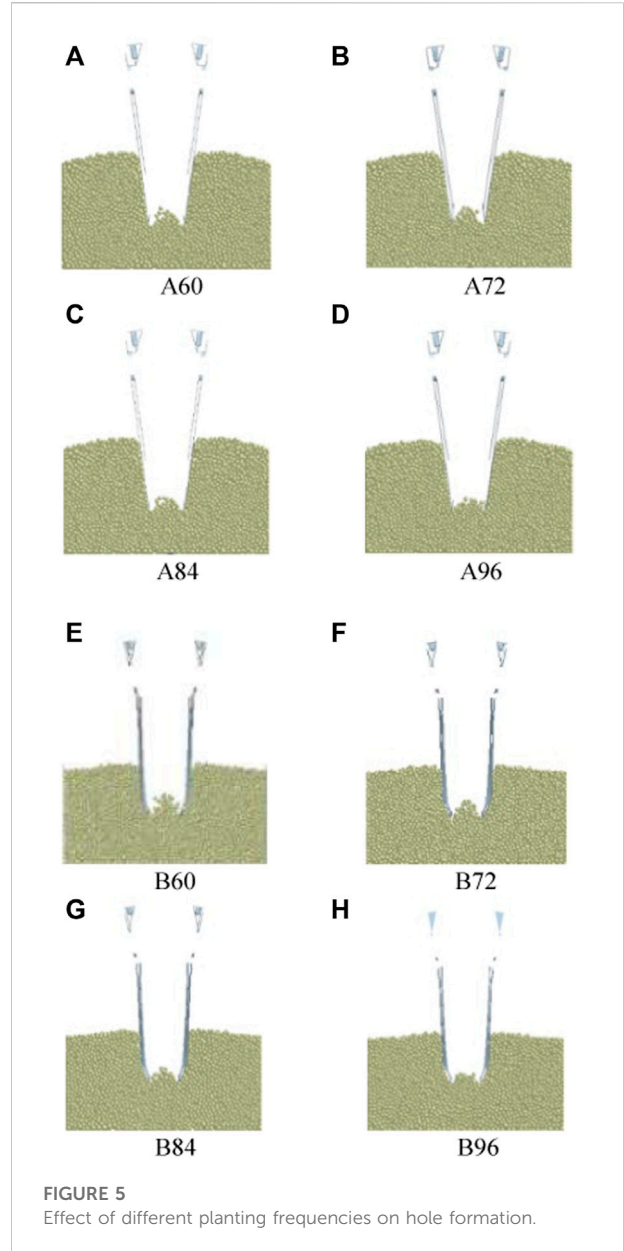 A B
A60 A72
C D
A84 A96
E F
B60 B72
G H
B84 B96
FIGURE 5
Effect of different planting frequencies on hole formation.